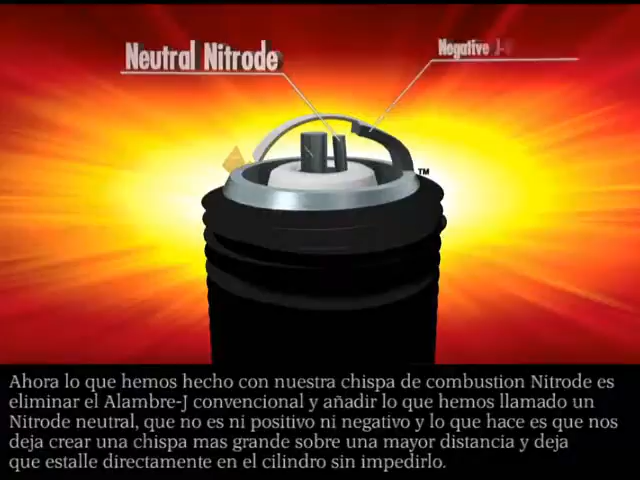 Neutral Nitrode
Negative J-
™
Ahora lo que hemos hecho con nuestra chispa de combustion Nitrode es
eliminar el Alambre-J convencional y añadir lo que hemos llamado un
Nitrode neutral, que no es ni positivo ni negativo y lo que hace es que nos
deja crear una chispa mas grande sobre una mayor distancia y deja
que estalle directamente en el cilindro sin impedirlo.